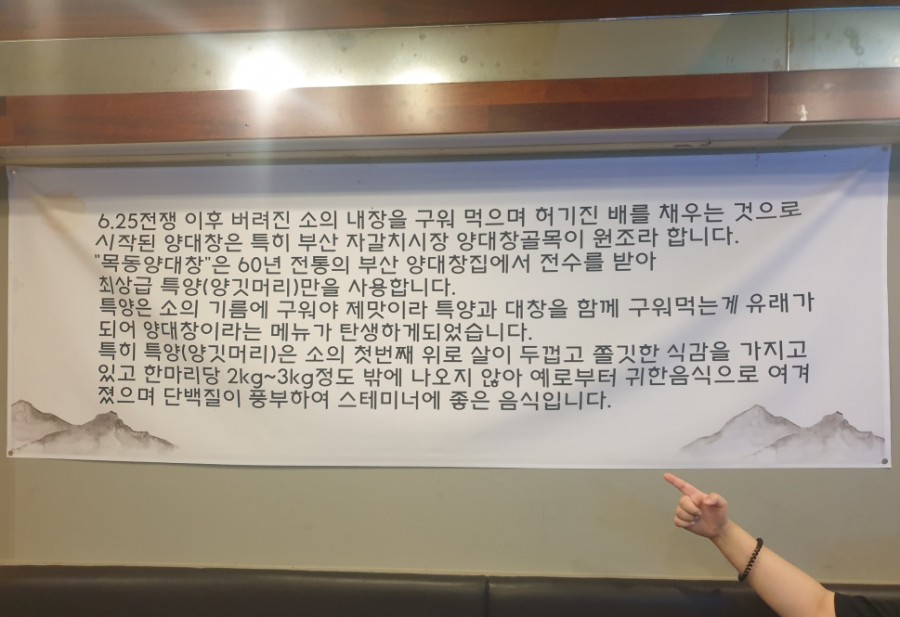 6.25전쟁 이후 버려진 소의 내장을 구워 먹으며 허기진 배를 채우는 것으로
시작된 양대창은 특히 부산 자갈치시장 양대창골목이 원조라 합니다.
"목동양대창"은 60년 전통의 부산 양대창집에서 전수를 받아
최상급 특양(양깃머리)만을 사용합니다.
특양은 소의 기름에 구워야 제맛이라 특양과 대창을 함께 구워먹는게 유래가
되어 양대창이라는 메뉴가 탄생하게되었습니다.
특히 특양(양깃머리)은 소의 첫번째 위로 살이 두껍고 쫄깃한 식감을 가지고
있고 한마리당 2kg~3kg정도 밖에 나오지 않아 예로부터 귀한음식으로 여겨
졌으며 단백질이 풍부하여 스테미너에 좋은 음식입니다.